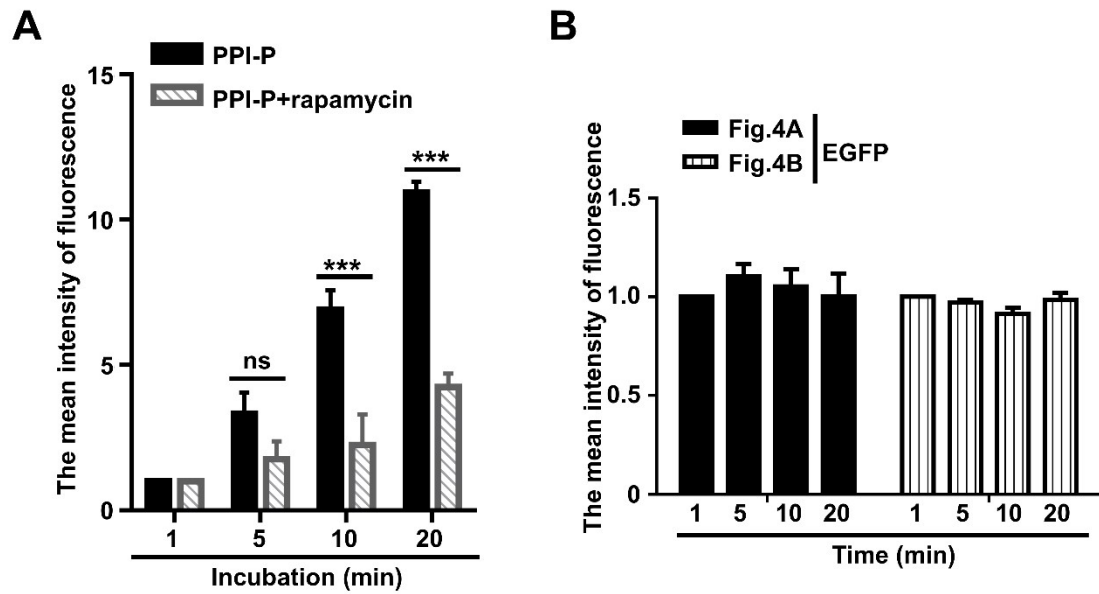 A
PPI-P
PPI-P+rapamycin
The mean intensity of fluorescence
15
10
5
0
ns
***
***
1 5 10 20
Incubation (min)
B
Fig.4A
Fig.4B
EGFP
The mean intensity of fluorescence
1.5
1.0
0.5
0
1 5 10 20 1 5 10 20
Time (min)